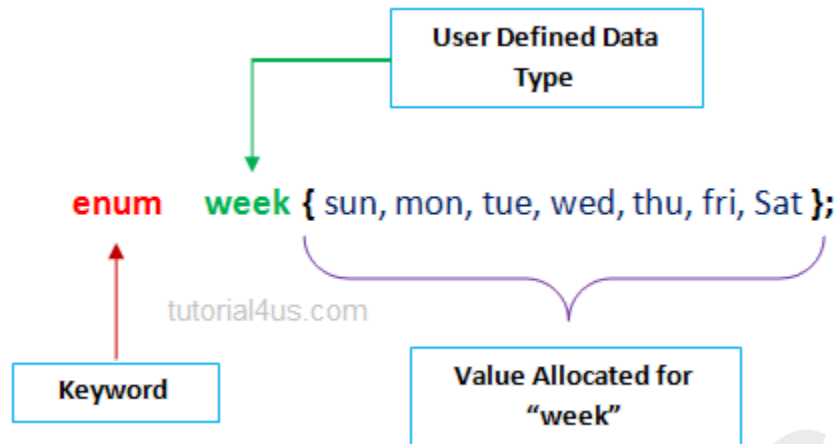 User Defined Data
Type
enum week { sun, mon, tue, wed, thu, fri, Sat };
tutorial4us.com
Keyword
Value Allocated for
“week”